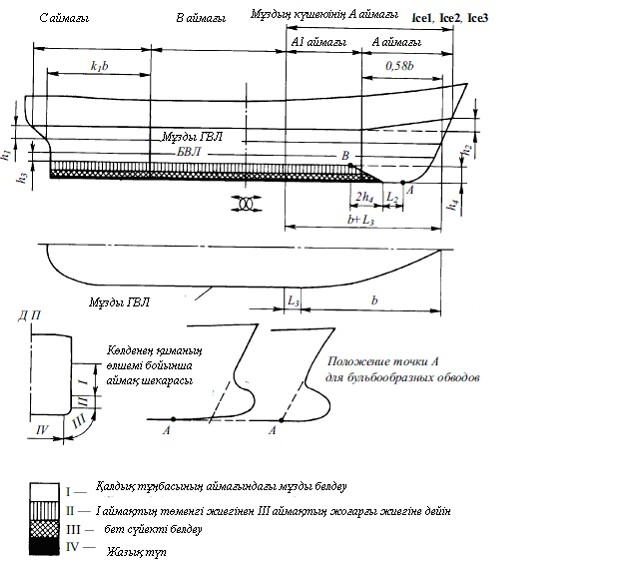 Мұздың күшекінің А аймағы Ice1, Ice2, Ice3
С аймағы В аймағы А1 аймағы А аймағы
k₁b 0,58b
Мұзды ГВЛ
БВЛ
h₁ h₃ В А h₂ h₄
2h₄ L₂
b+L₃
Мұзды ГВЛ L₃ b
Д П
Көлденең қиманың
өлшемі бойынша
аймақ шекарасы
I II III IV
Положение точки А
для бульбообразных обводов
А А
I — Қалдық тұңбасының аймағындағы мұзды белдеу
II — I аймақтың төменгі жиегінен III аймақтың жоғарғы жиегіне дейін
III — бет сүйекті белдеу
IV — Жазық түп